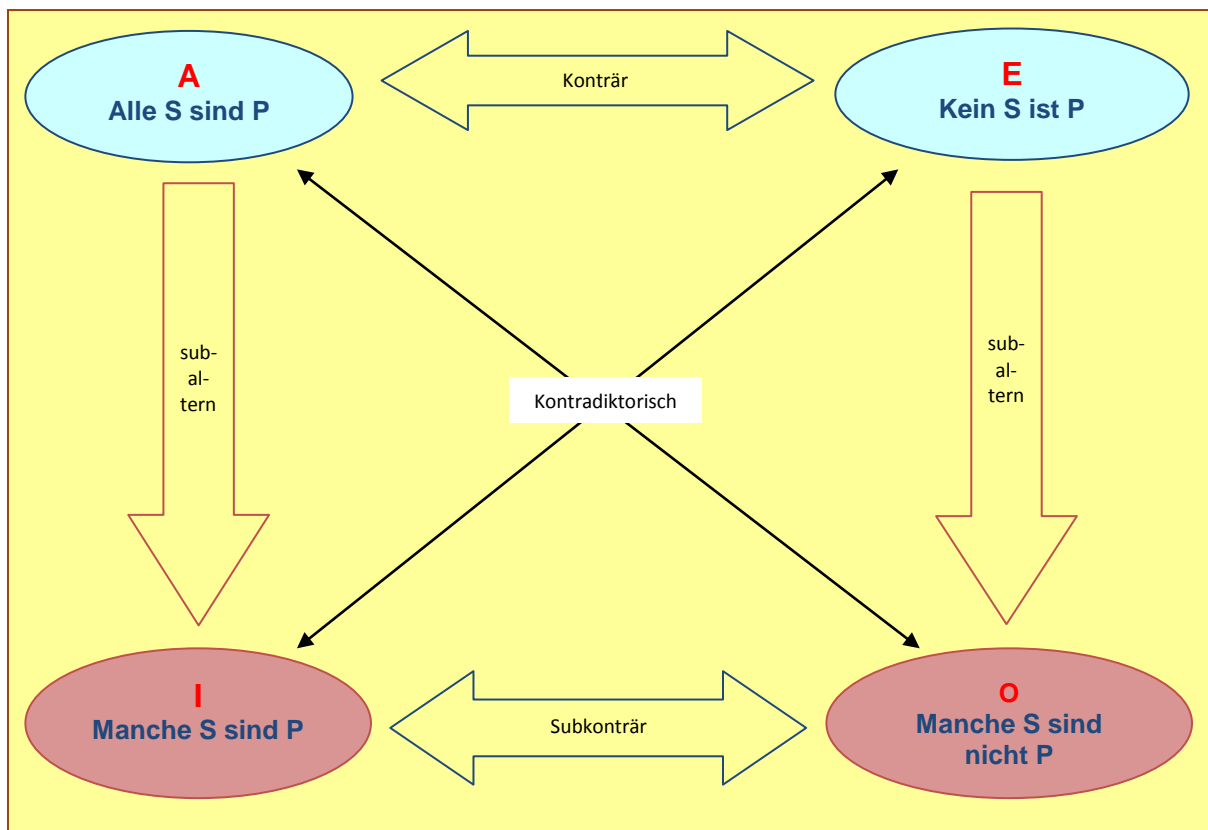 A
Alle S sind P
Konträr
E
Kein S ist P
sub-
al-
tern
Kontradiktorisch
sub-
al-
tern
I
Manche S sind P
Subkonträr
O
Manche S sind
nicht P